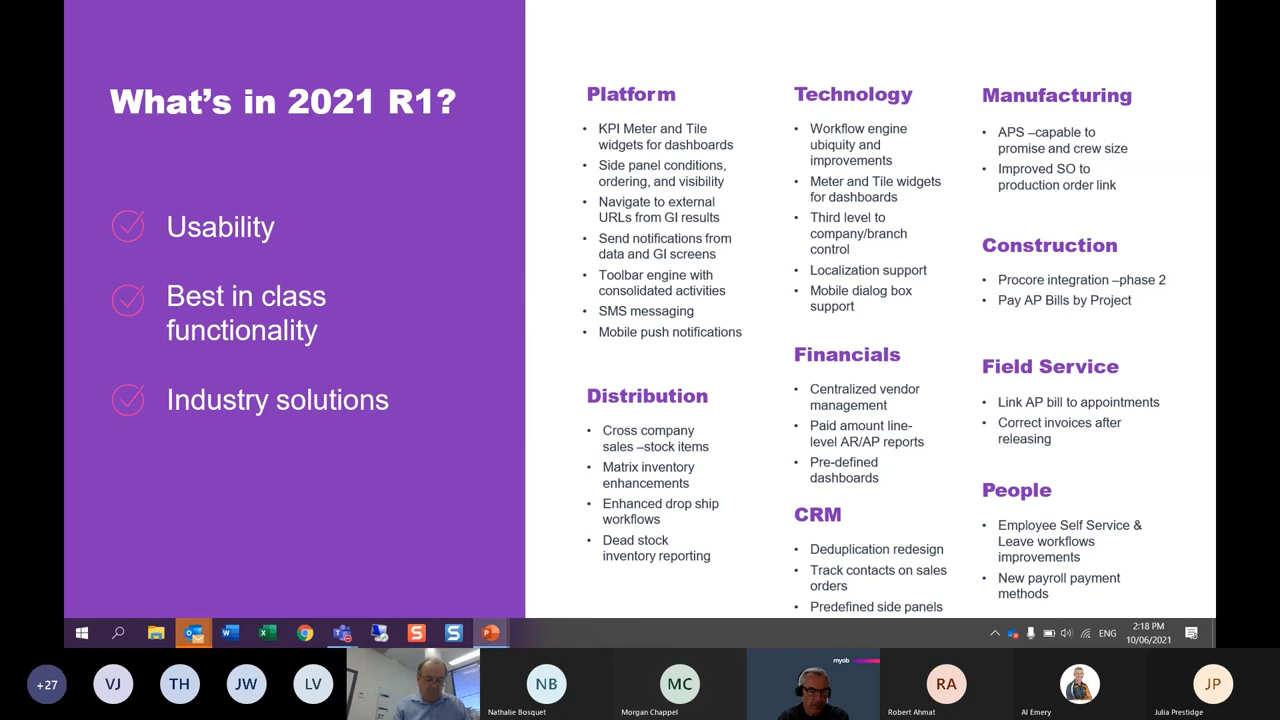 What's in 2021 R1?
Usability
Best in class
functionality
Industry solutions
Platform
• KPI Meter and Tile
widgets for dashboards
• Side panel conditions,
ordering, and visibility
• Navigate to external
URLs from GI results
• Send notifications from
data and GI screens
• Toolbar engine with
consolidated activities
• SMS messaging
• Mobile push notifications
Distribution
• Cross company
sales –stock items
• Matrix inventory
enhancements
• Enhanced drop ship
workflows
• Dead stock
inventory reporting
Technology
• Workflow engine
ubiquity and
improvements
• Meter and Tile widgets
for dashboards
• Third level to
company/branch
control
• Localization support
• Mobile dialog box
support
Financials
• Centralized vendor
management
• Paid amount line-
level AR/AP reports
• Pre-defined
dashboards
CRM
• Deduplication redesign
• Track contacts on sales
orders
• Predefined side panels
Manufacturing
• APS –capable to
promise and crew size
• Improved SO to
production order link
Construction
• Procore integration –phase 2
• Pay AP Bills by Project
Field Service
• Link AP bill to appointments
• Correct invoices after
releasing
People
• Employee Self Service &
Leave workflows
improvements
• New payroll payment
methods
ENG
2:18 PM
10/06/2021
+27
VJ
TH
JW
LV
NB
Nathalie Bosquet
MC
Morgan Chappel
myob
RA
Robert Ahmat
Al Emery
JP
Julia Prestidge